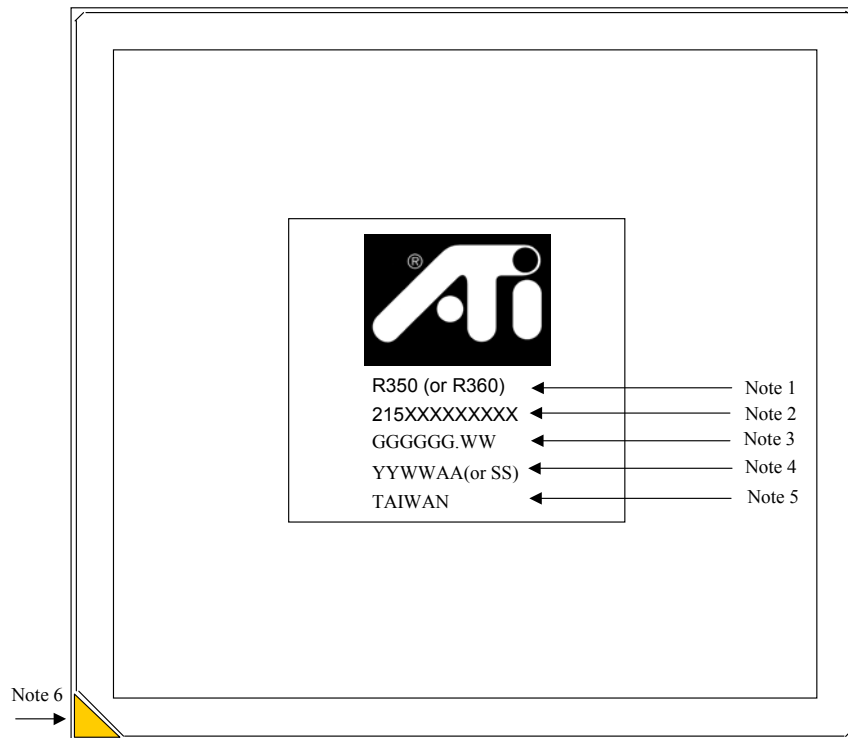 ® ATi
R350 (or R360) Note 1
215XXXXXXXXX Note 2
GGGGGG.WW Note 3
YYWWAA(or SS) Note 4
TAIWAN Note 5
Note 6